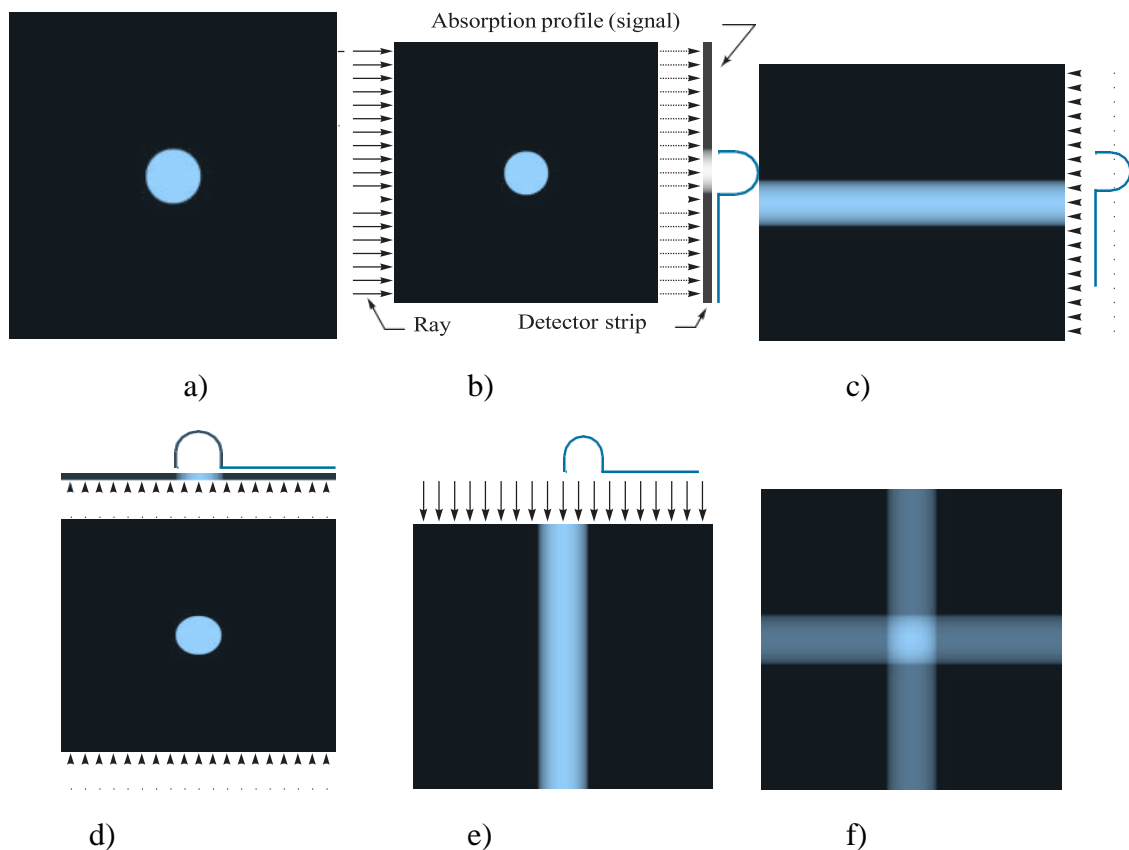 Absorption profile (signal)
Ray
Detector strip
a)
b)
c)
d)
e)
f)